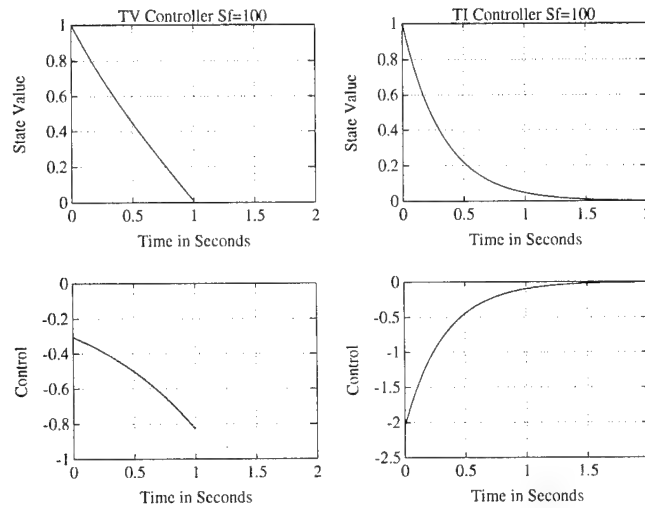 TV Controller Sf=100
1
0.8
0.6
0.4
0.2
0
State Value
0 0.5 1 1.5 2
Time in Seconds
TI Controller Sf=100
1
0.8
0.6
0.4
0.2
0
State Value
0 0.5 1 1.5 2
Time in Seconds
0
-0.2
-0.4
-0.6
-0.8
-1
Control
0 0.5 1 1.5 2
Time in Seconds
0
-0.5
-1
-1.5
-2
-2.5
Control
0 0.5 1 1.5 2
Time in Seconds